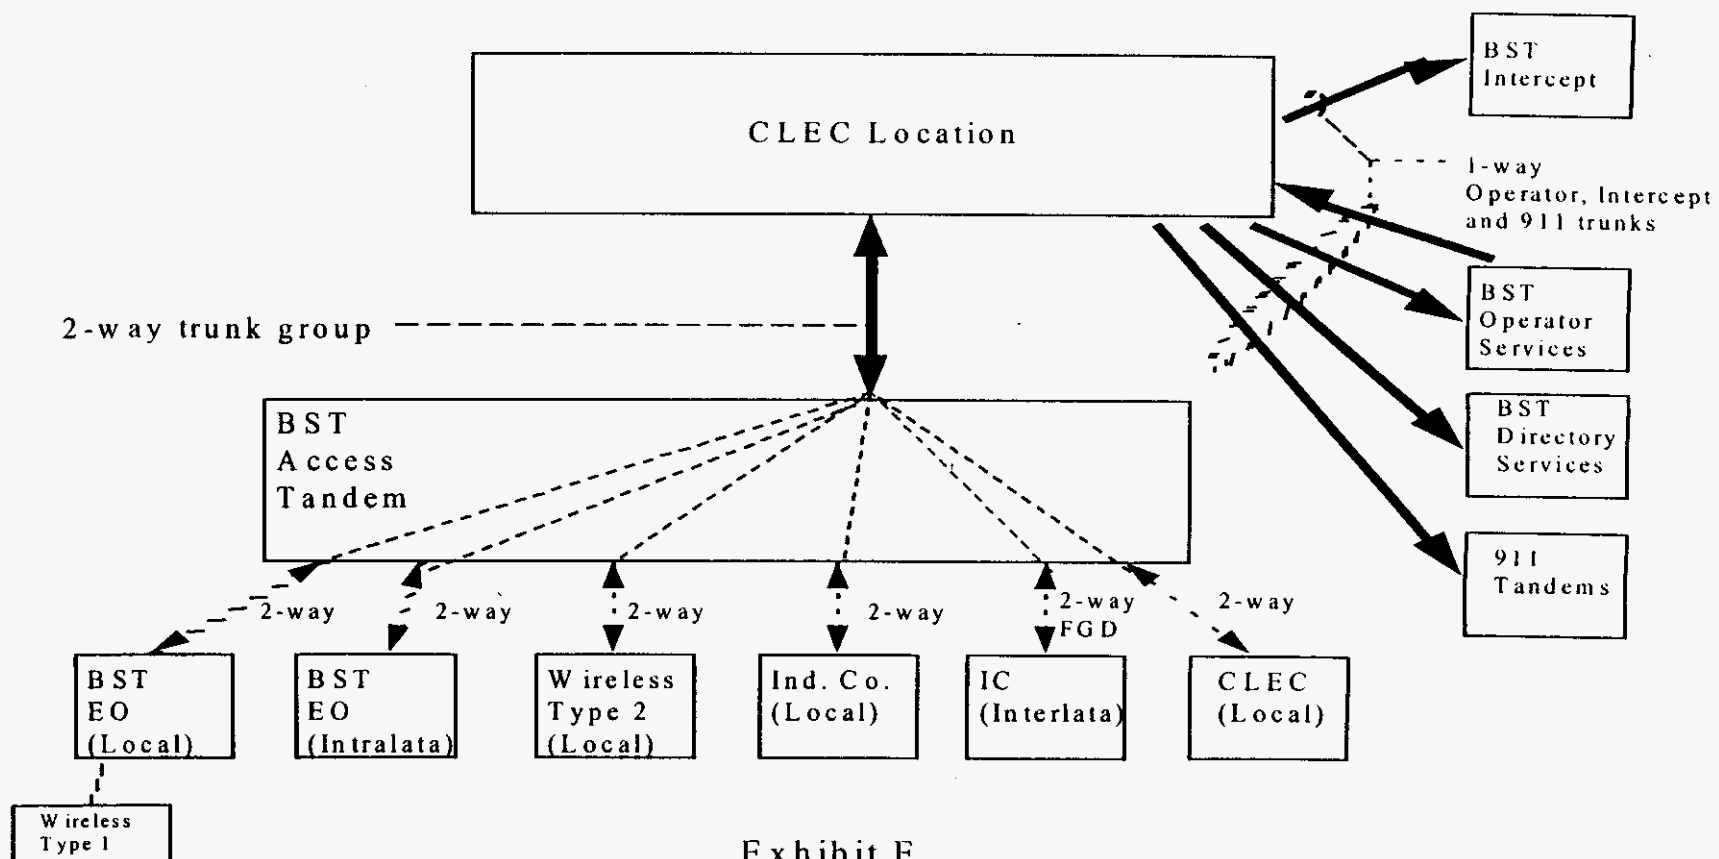 BST
Intercept
CLEC Location
1-way
Operator, Intercept
and 911 trunks
BST
Operator
Services
2-way trunk group
BST
Access
Tandem
BST
Directory
Services
911
Tandems
2-way
2-way
2-way
2-way
2-way
FGD
2-way
BST
EO
(Local)
BST
EO
(Intralata)
Wireless
Type 2
(Local)
Ind. Co.
(Local)
IC
(Interlata)
CLEC
(Local)
Wireless
Type 1